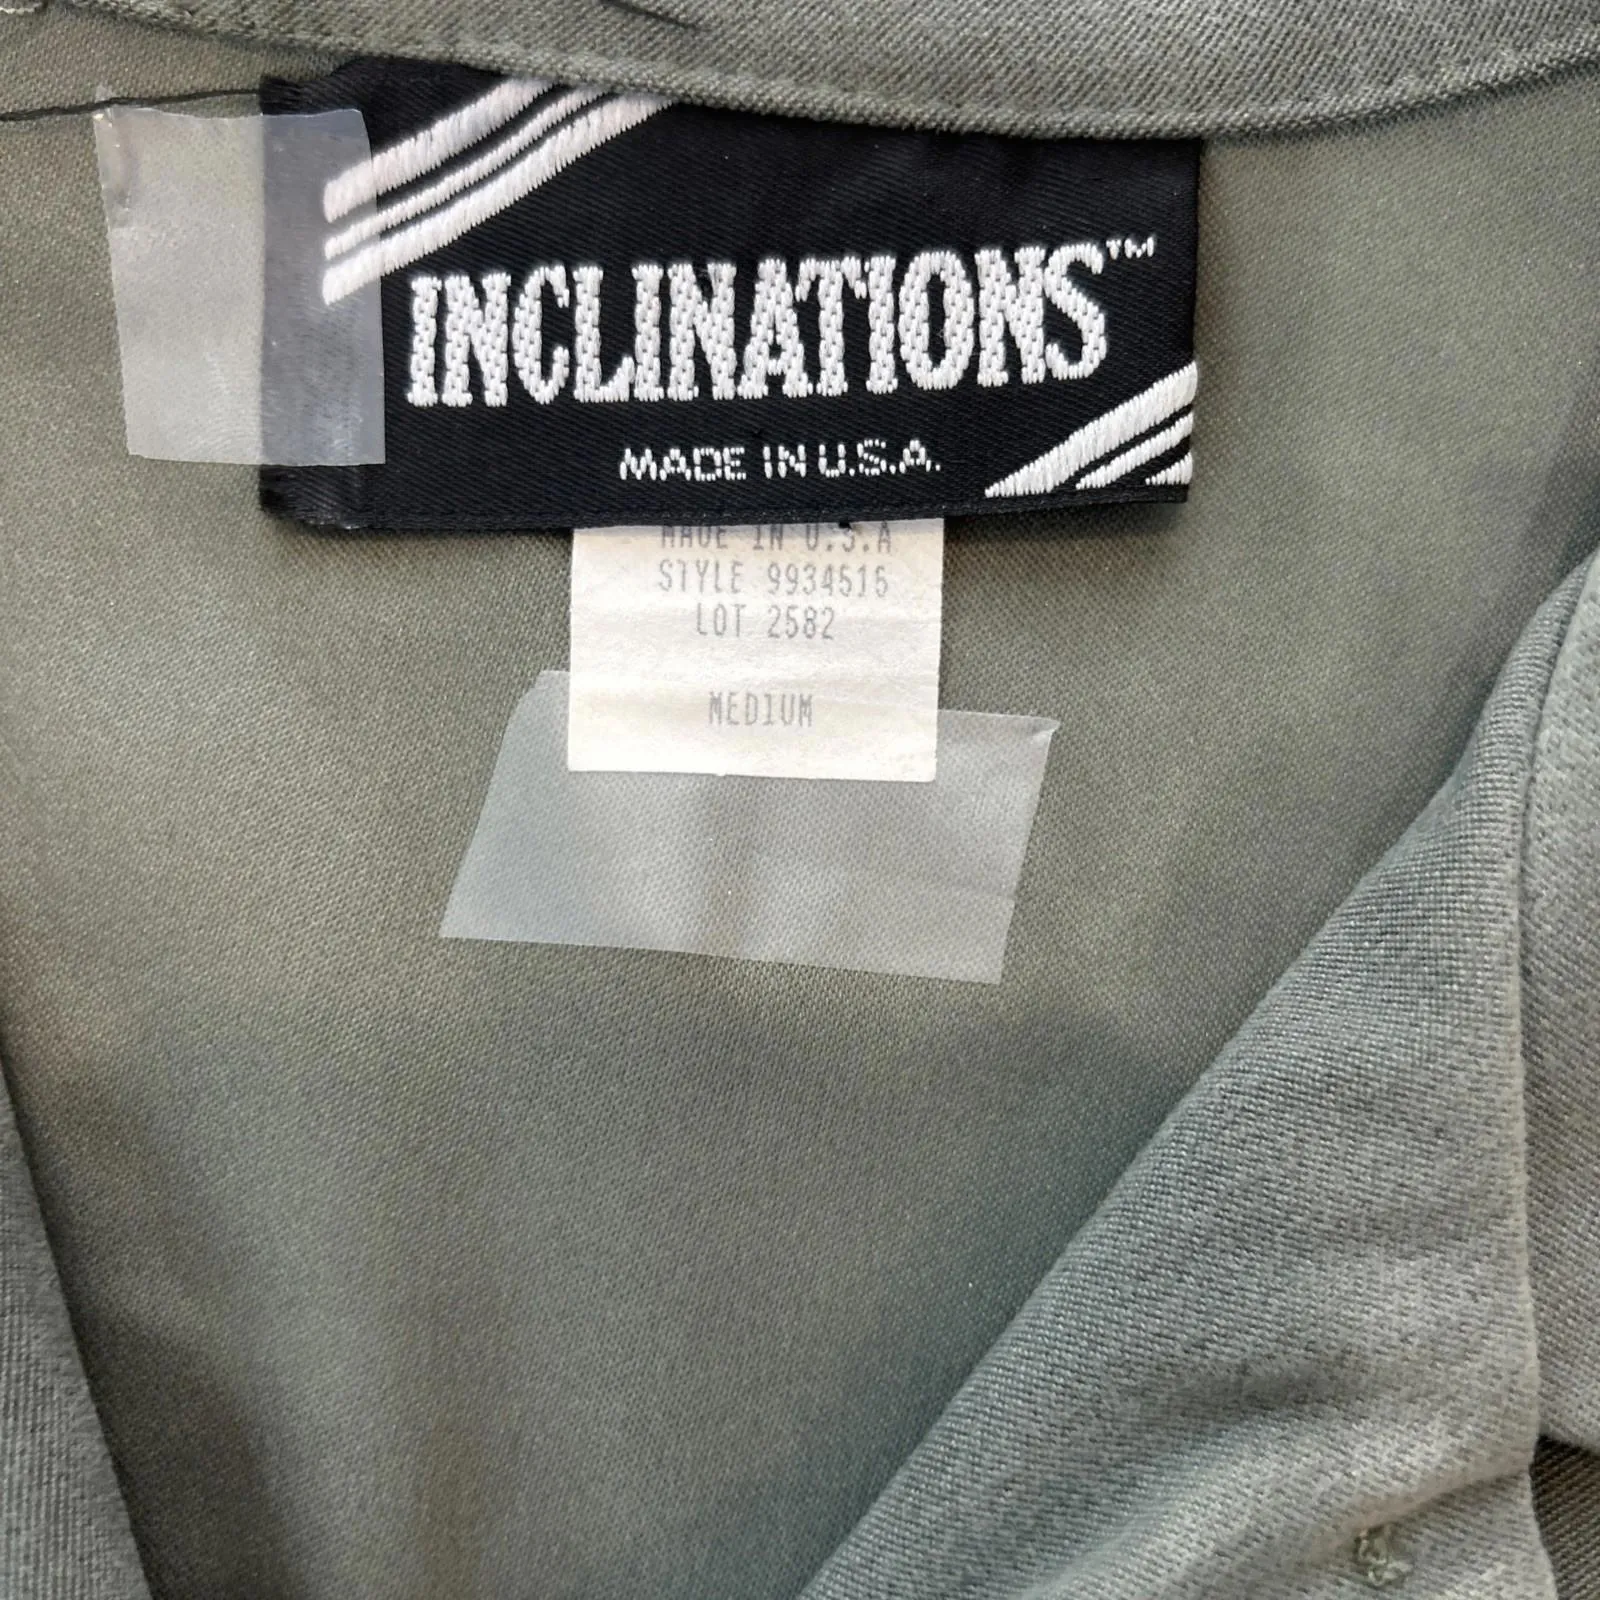 INCLINATIONS™
MADE IN U.S.A.
MADE IN U.S.A
STYLE 9934516
LOT 2582
MEDIUM